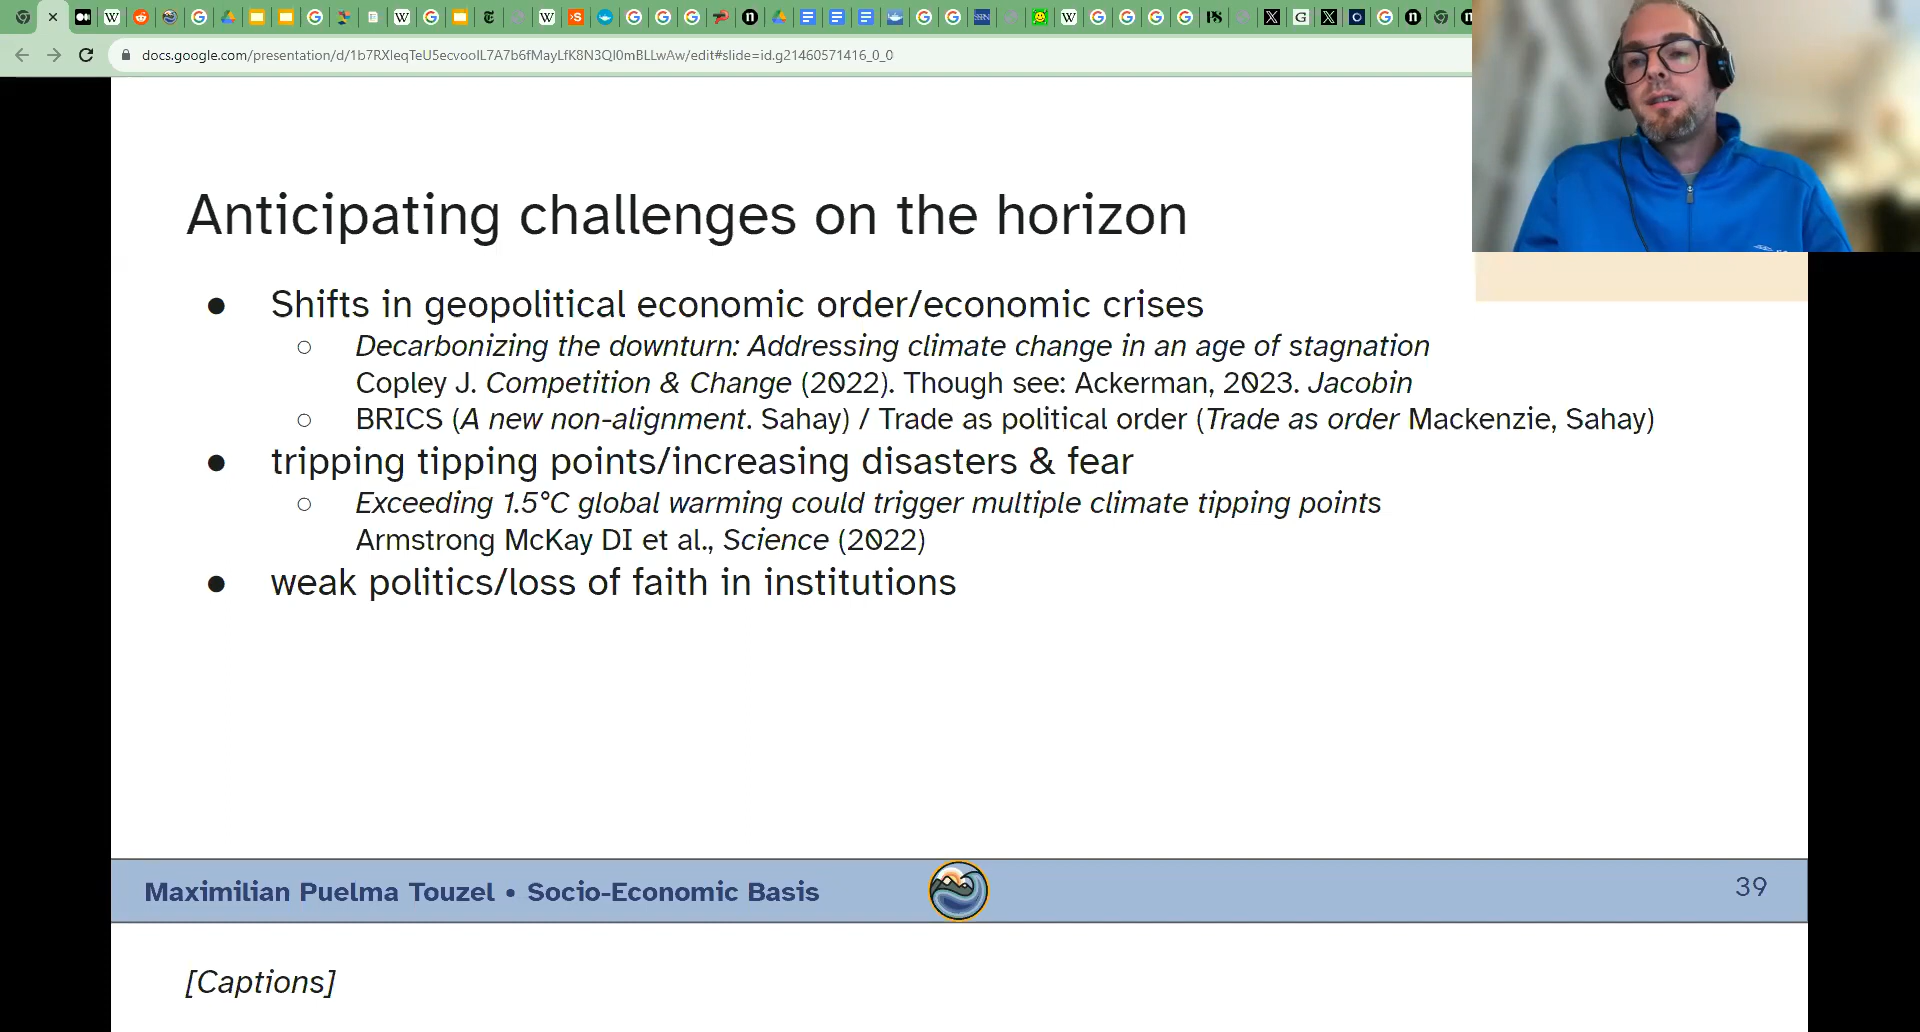 docs.google.com/presentation/d/1b7RXIeqTeU5ecvooIL7A7b6fMayLfK8N3QI0mBLLwAw/edit#slide=id.g21460571416_0_0
Anticipating challenges on the horizon
● Shifts in geopolitical economic order/economic crises
○ Decarbonizing the downturn: Addressing climate change in an age of stagnation
Copley J. Competition & Change (2022). Though see: Ackerman, 2023. Jacobin
○ BRICS (A new non-alignment. Sahay) / Trade as political order (Trade as order Mackenzie, Sahay)
● tripping tipping points/increasing disasters & fear
○ Exceeding 1.5°C global warming could trigger multiple climate tipping points
Armstrong McKay DI et al., Science (2022)
● weak politics/loss of faith in institutions
Maximilian Puelma Touzel • Socio-Economic Basis
39
[Captions]